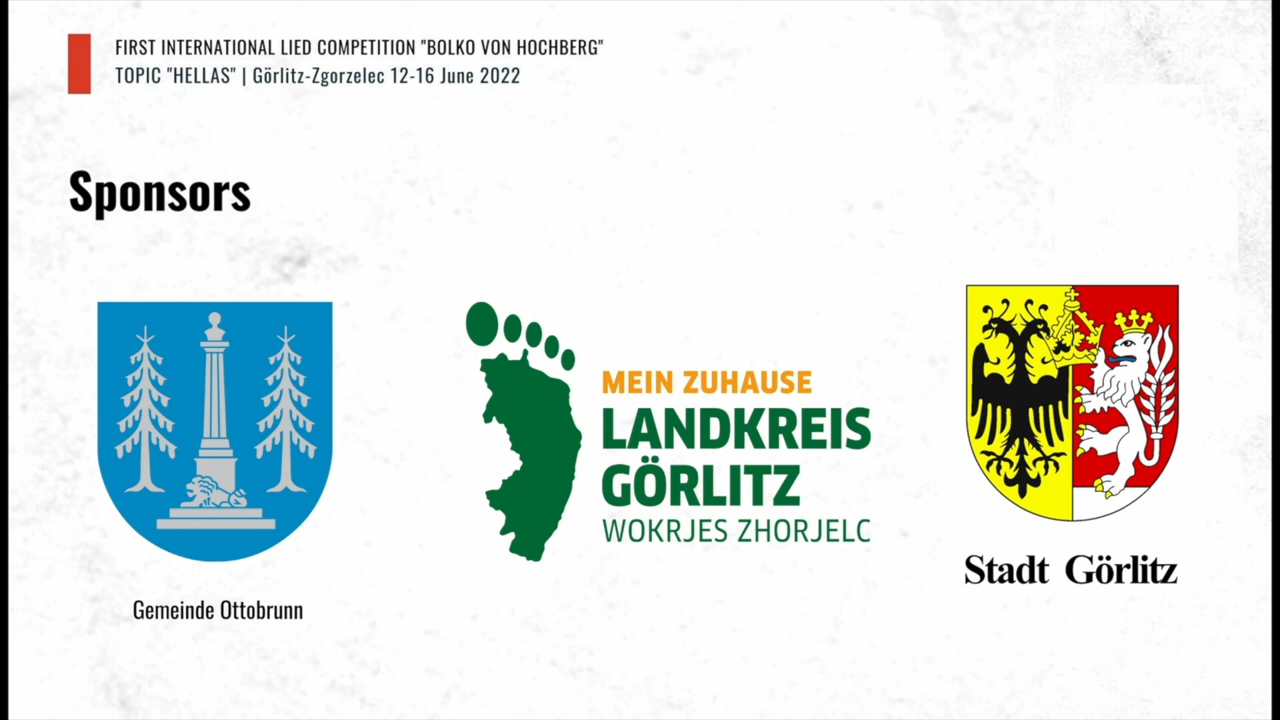 FIRST INTERNATIONAL LIED COMPETITION "BOLKO VON HOCHBERG"
TOPIC "HELLAS" | Görlitz-Zgorzelec 12-16 June 2022
Sponsors
Gemeinde Ottobrunn
MEIN ZUHAUSE
LANDKREIS
GÖRLITZ
WOKRJES ZHORJELC
Stadt Görlitz